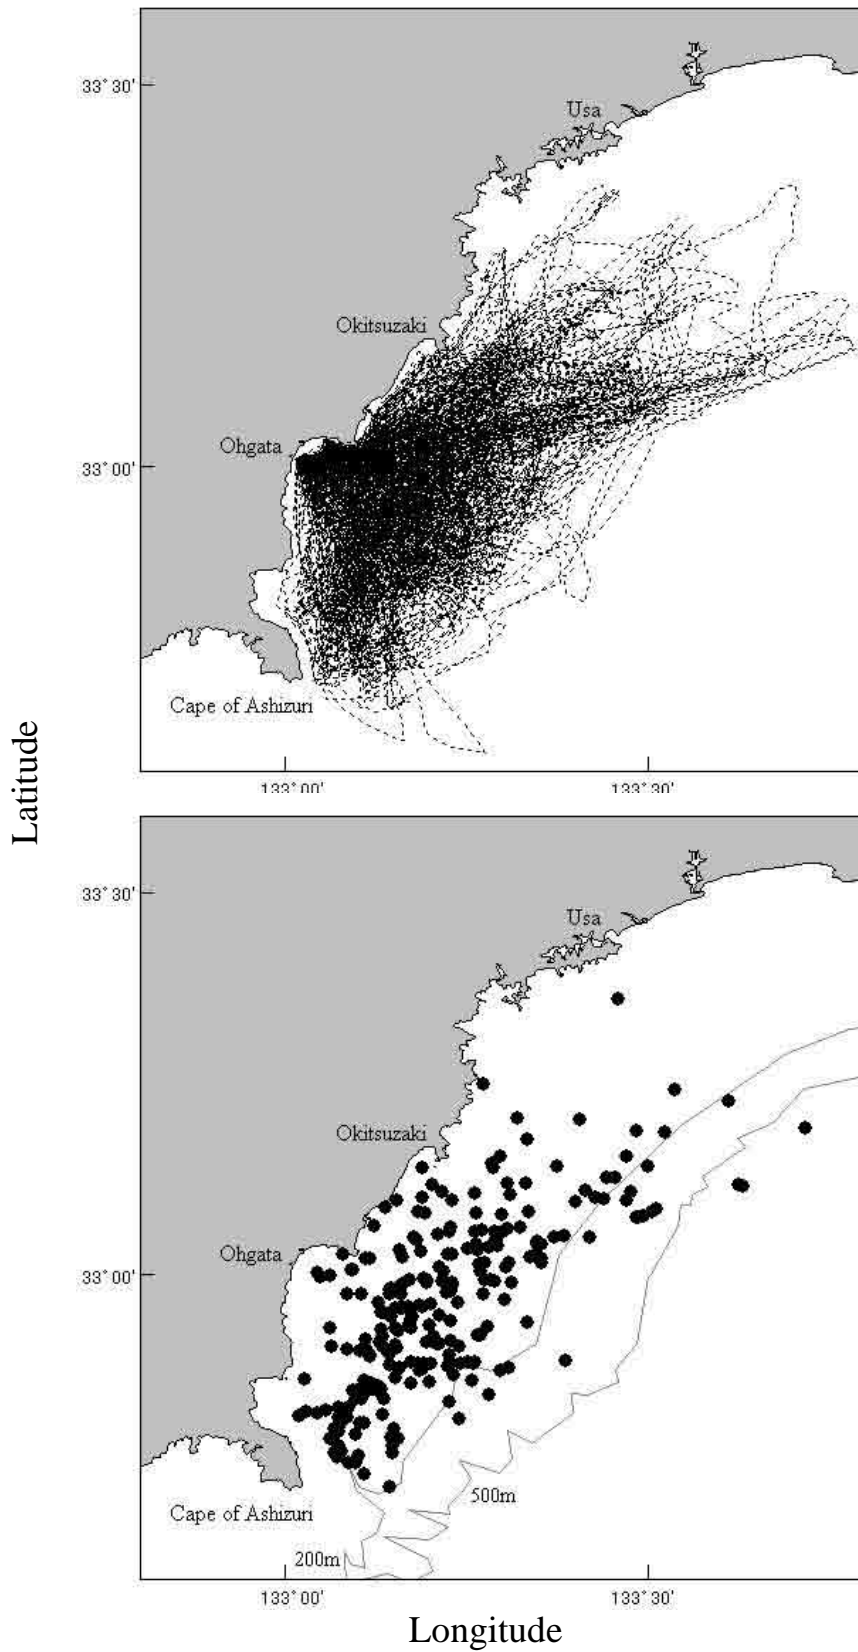 33° 30'
Usa
Okitsuzaki
Ohgata
33° 00'
Cape of Ashizuri
133° 00'
133° 30'
Latitude
33° 30'
Usa
Okitsuzaki
Ohgata
33° 00'
500m
Cape of Ashizuri
200m
133° 00'
133° 30'
Longitude